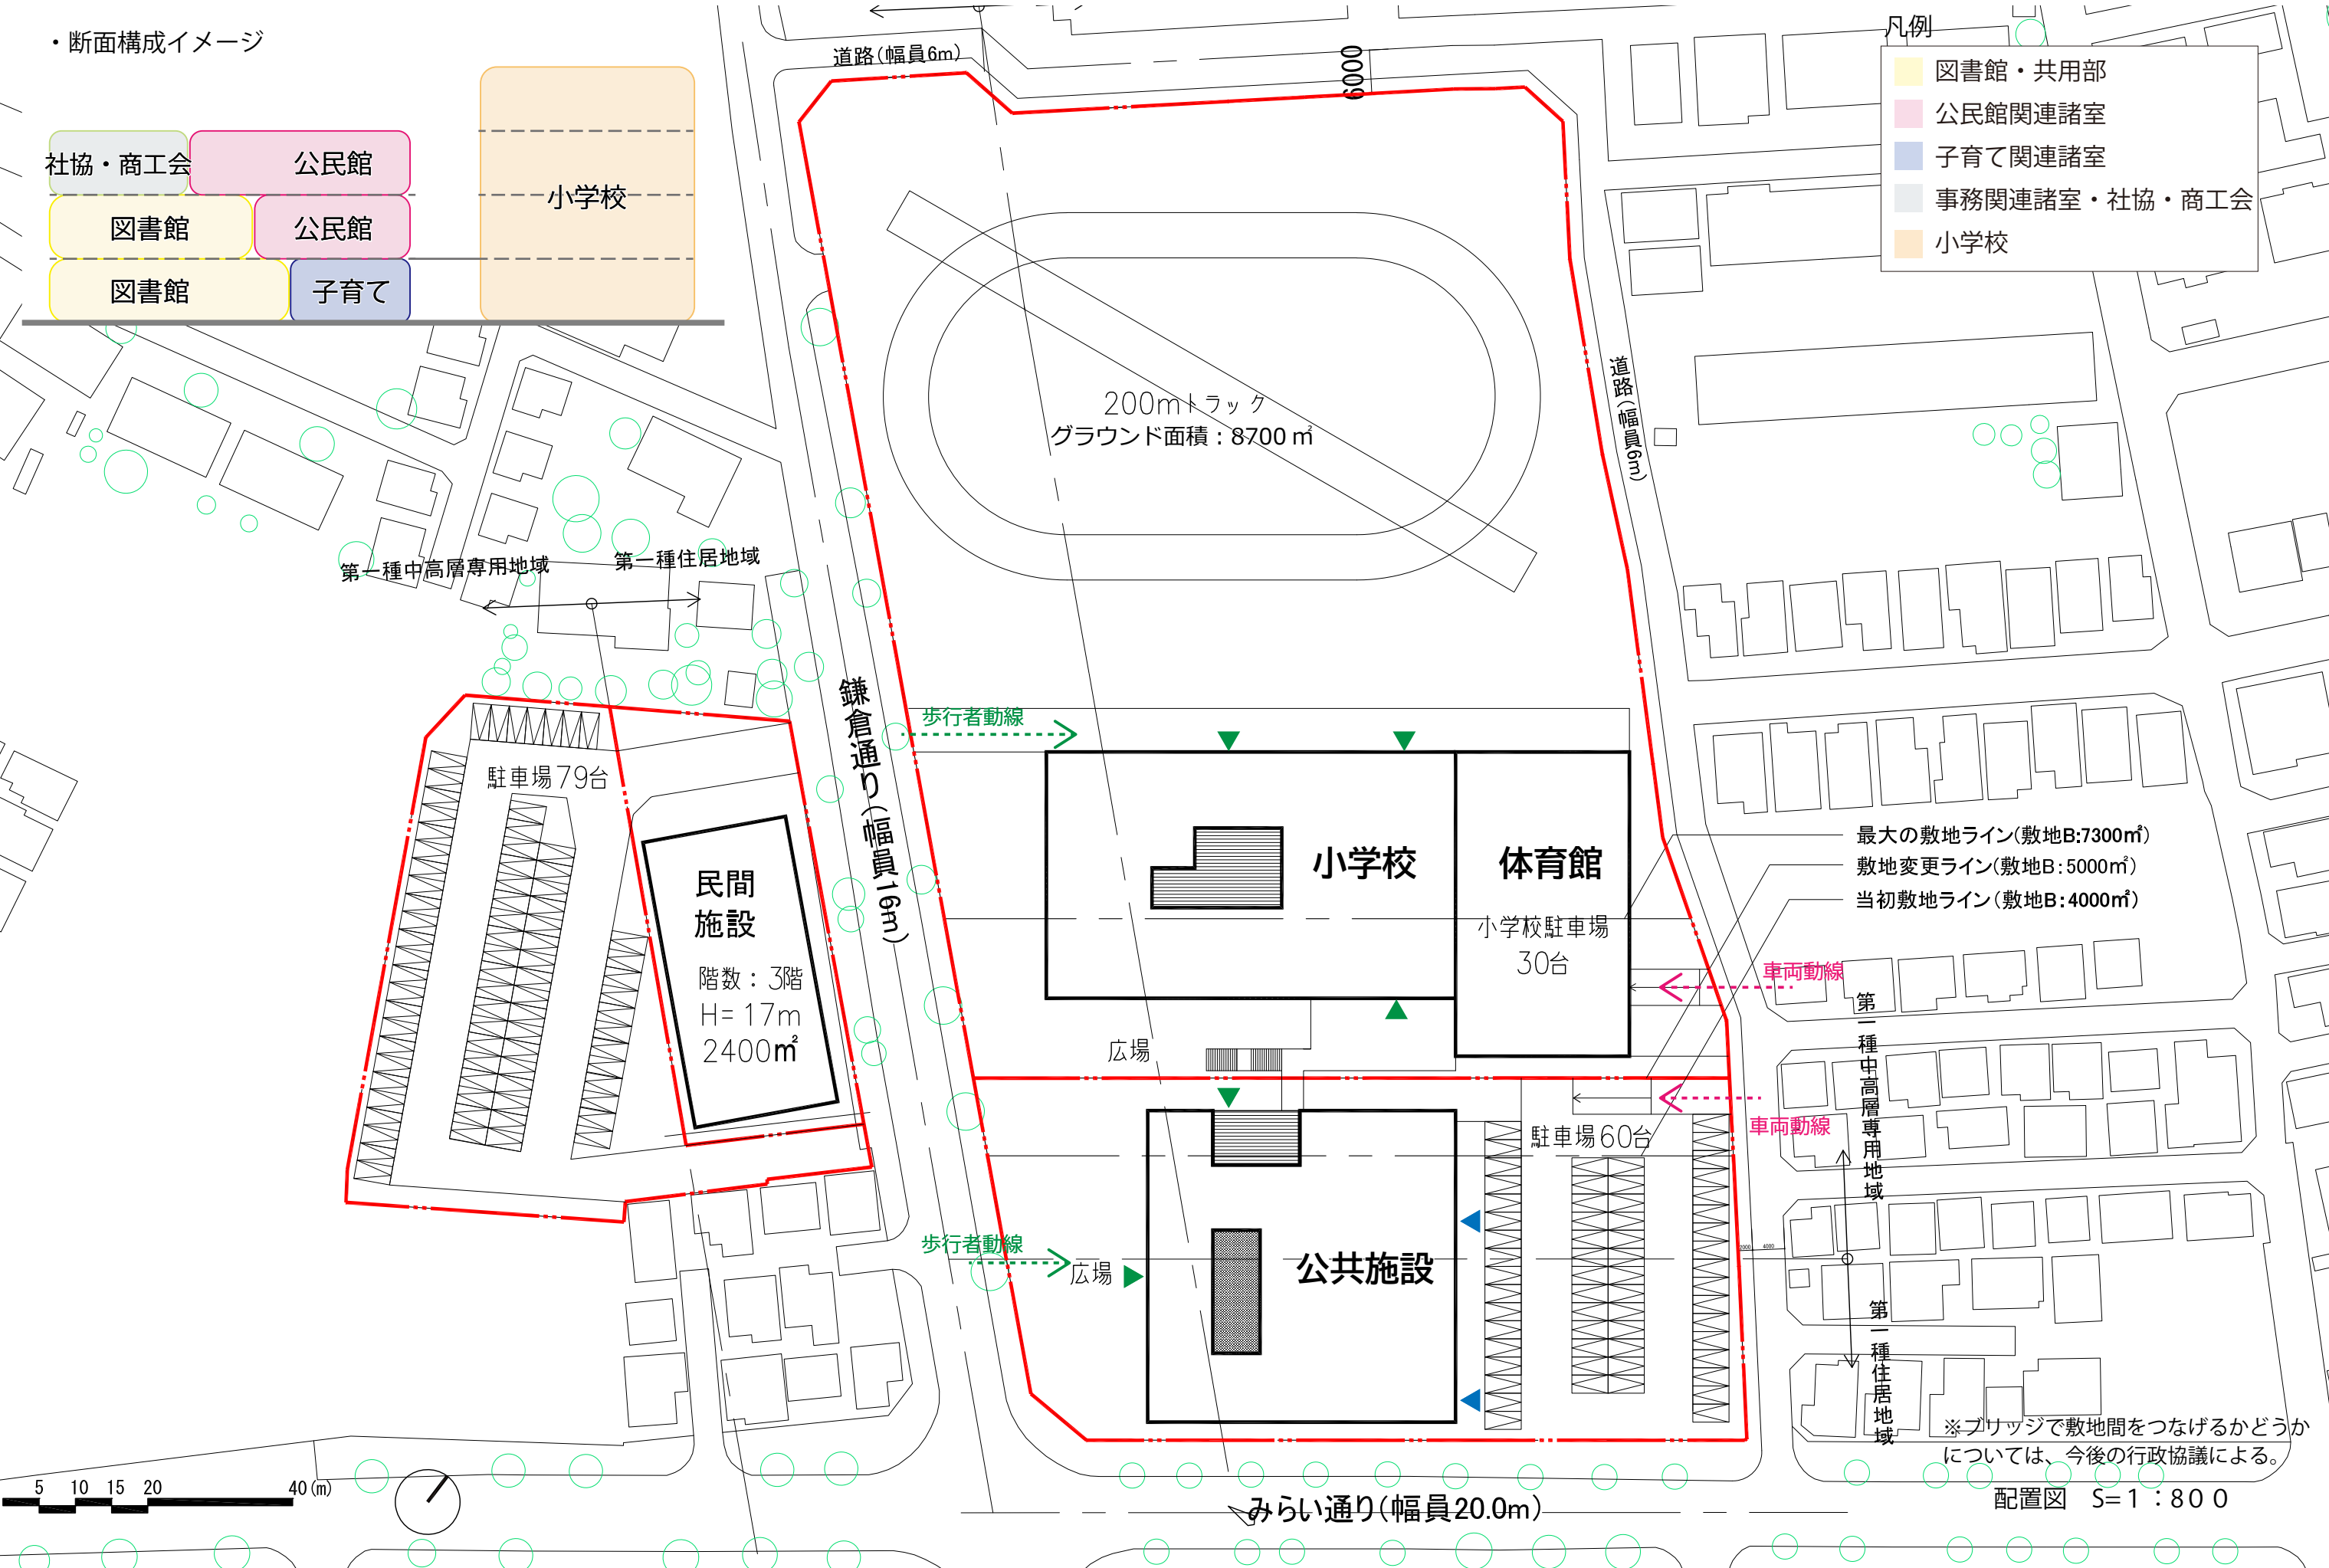 ・断面構成イメージ
社協・商工会
公民館
図書館
公民館
図書館
子育て
小学校
道路(幅員6m)
6000
凡例
図書館・共用部
公民館関連諸室
子育て関連諸室
事務関連諸室・社協・商工会
小学校
200mトラック
グラウンド面積：8700㎡
道路(幅員6m)
第一種中高層専用地域
第一種住居地域
鎌倉通り(幅員16m)
歩行者動線
駐車場79台
民間
施設
階数：3階
H=17m
2400㎡
小学校
体育館
小学校駐車場
30台
最大の敷地ライン(敷地B:7300㎡)
敷地変更ライン(敷地B:5000㎡)
当初敷地ライン(敷地B:4000㎡)
車両動線
広場
車両動線
駐車場60台
第一種中高層専用地域
歩行者動線
広場
公共施設
2000
4000
第一種住居地域
※ブリッジで敷地間をつなげるかどうか
については、今後の行政協議による。
5 10 15 20 40(m)
みらい通り(幅員20.0m)
配置図 S=1：800